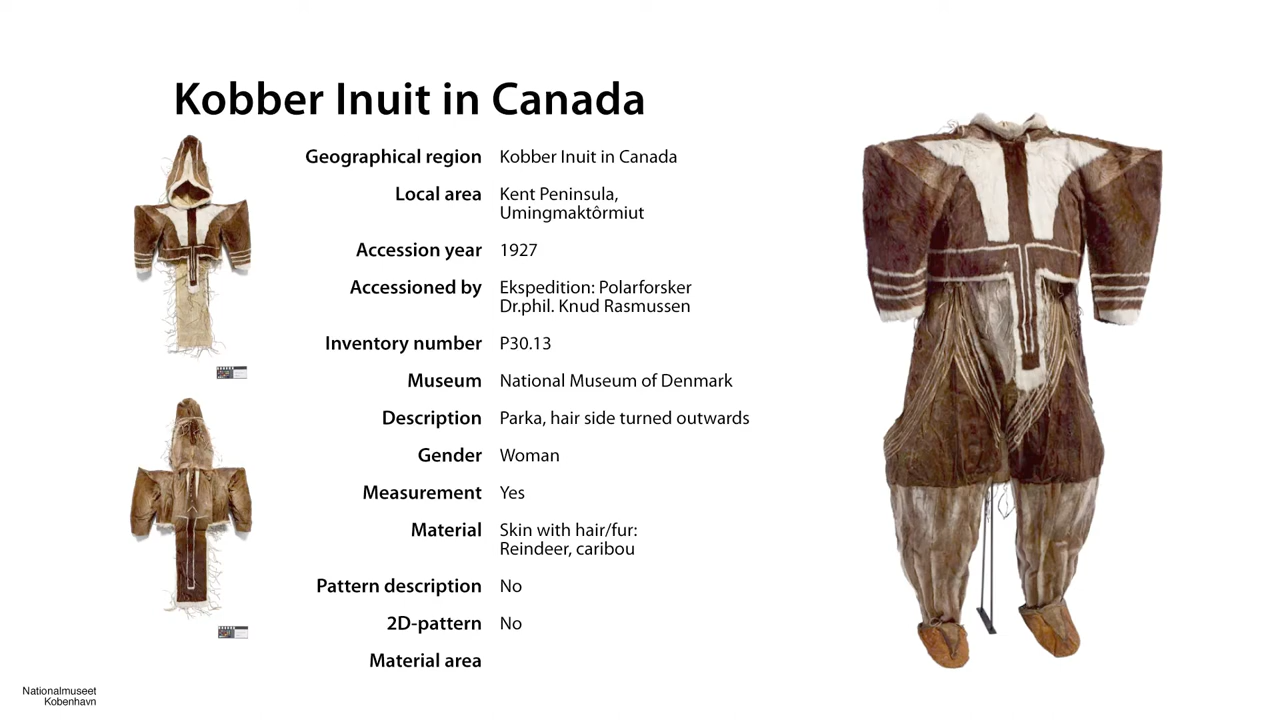 Kobber Inuit in Canada
Geographical region Kobber Inuit in Canada
Local area Kent Peninsula,
Umingmaktôrmiut
Accession year 1927
Accessioned by Ekspedition: Polarforsker
Dr.phil. Knud Rasmussen
Inventory number P30.13
Museum National Museum of Denmark
Description Parka, hair side turned outwards
Gender Woman
Measurement Yes
Material Skin with hair/fur:
Reindeer, caribou
Pattern description No
2D-pattern No
Material area
Nationalmuseet
Kobenhavn